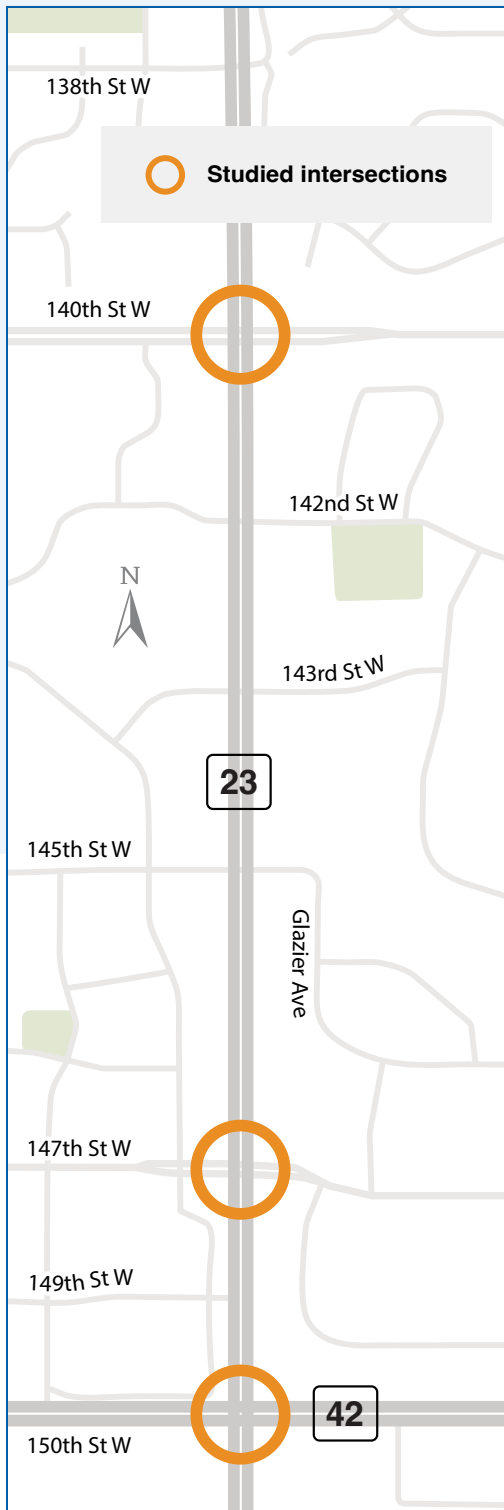 138th St W
Studied intersections
140th St W
142nd St W
N
143rd St W
23
145th St W
Glazier Ave
147th St W
149th St W
42
150th St W